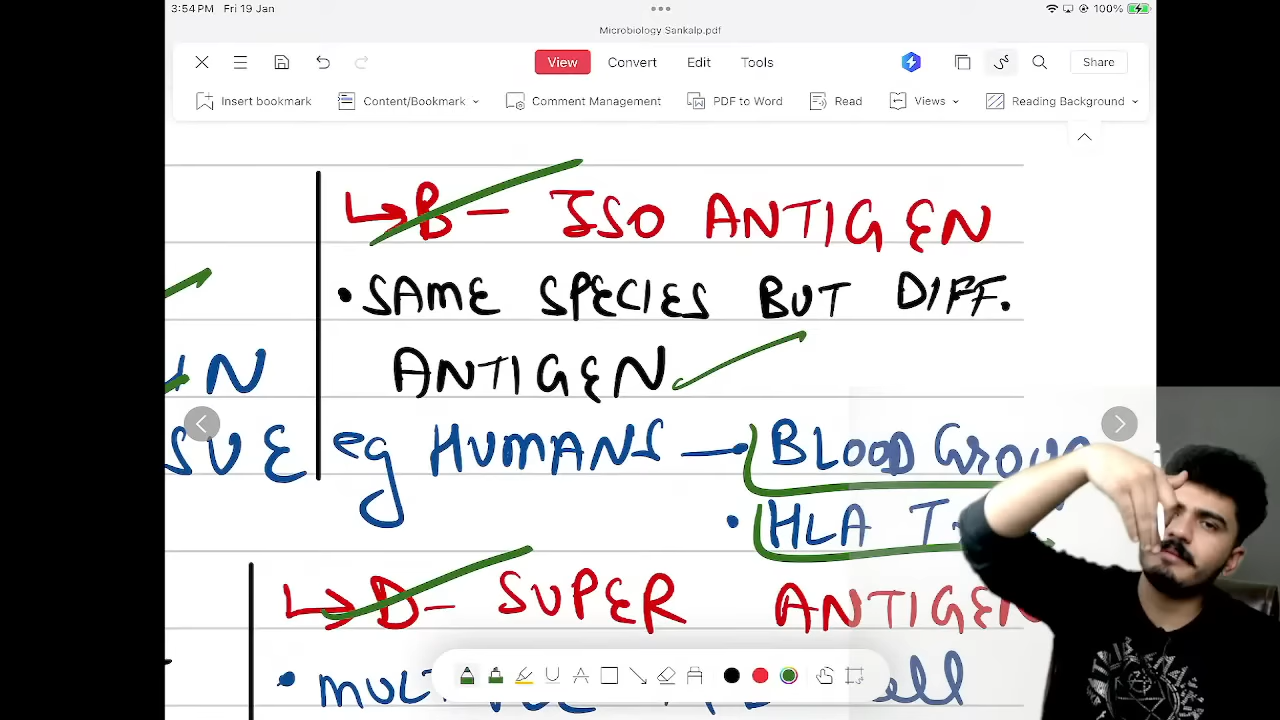 3:54 PM Fri 19 Jan
100%
Microbiology Sankalp.pdf
View Convert Edit Tools
Share
Insert bookmark Content/Bookmark Comment Management PDF to Word Read Views Reading Background
↳B- ISO ANTIGEN
• SAME SPECIES BUT DIFF.
ANTIGEN
eg HUMANS → BLOOD
• HLA
↳D- SUPER ANTIGEN
•